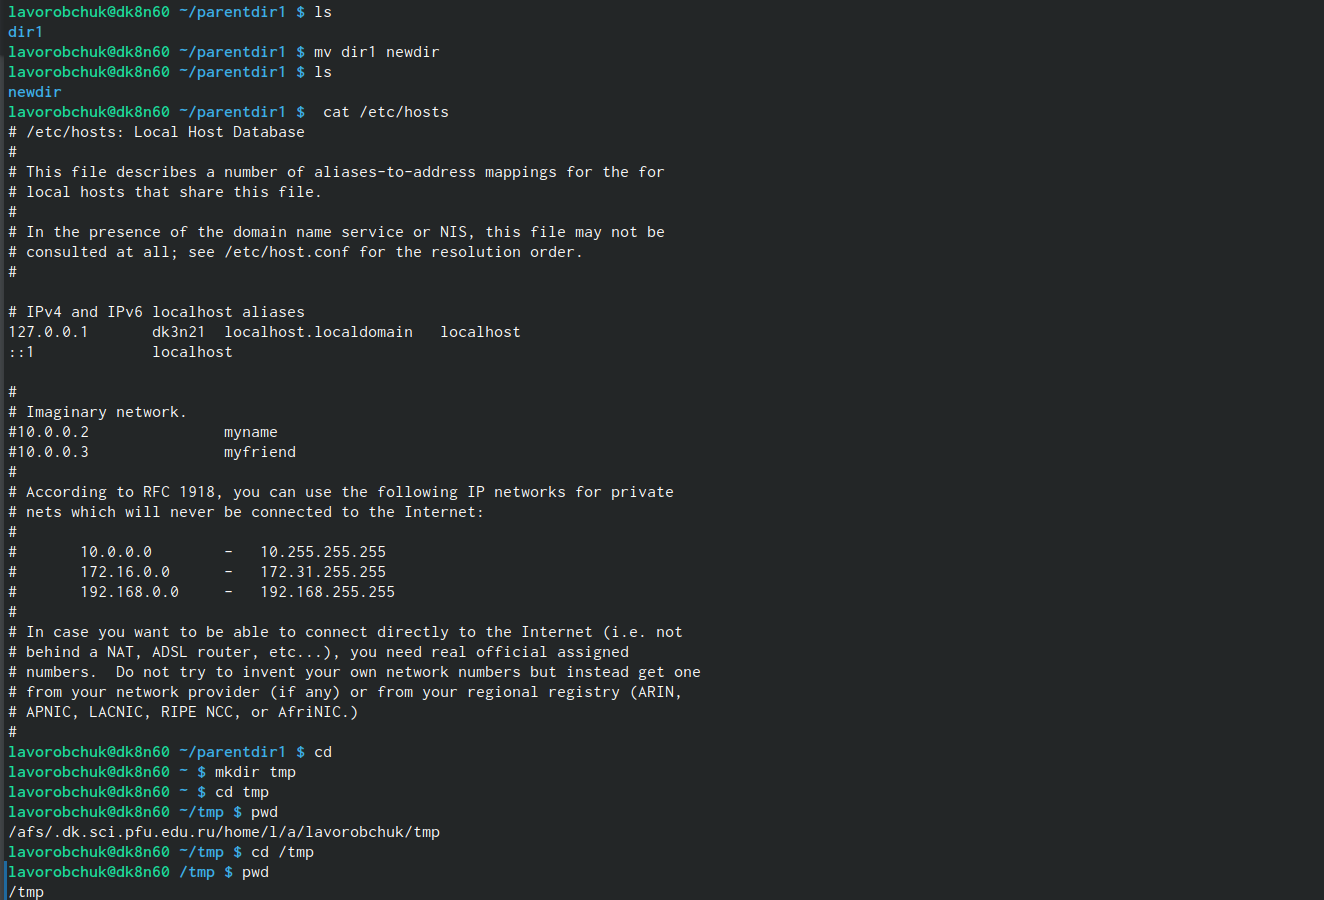 lavorobchuk@dk8n60 ~/parentdir1 $ ls
dir1
lavorobchuk@dk8n60 ~/parentdir1 $ mv dir1 newdir
lavorobchuk@dk8n60 ~/parentdir1 $ ls
newdir
lavorobchuk@dk8n60 ~/parentdir1 $  cat /etc/hosts
# /etc/hosts: Local Host Database
#
# This file describes a number of aliases-to-address mappings for the for
# local hosts that share this file.
#
# In the presence of the domain name service or NIS, this file may not be
# consulted at all; see /etc/host.conf for the resolution order.
#

# IPv4 and IPv6 localhost aliases
127.0.0.1       dk3n21  localhost.localdomain   localhost
::1             localhost

#
# Imaginary network.
#10.0.0.2               myname
#10.0.0.3               myfriend
#
# According to RFC 1918, you can use the following IP networks for private
# nets which will never be connected to the Internet:
#
#       10.0.0.0        -   10.255.255.255
#       172.16.0.0      -   172.31.255.255
#       192.168.0.0     -   192.168.255.255
#
# In case you want to be able to connect directly to the Internet (i.e. not
# behind a NAT, ADSL router, etc...), you need real official assigned
# numbers.  Do not try to invent your own network numbers but instead get one
# from your network provider (if any) or from your regional registry (ARIN,
# APNIC, LACNIC, RIPE NCC, or AfriNIC.)
#
lavorobchuk@dk8n60 ~/parentdir1 $ cd
lavorobchuk@dk8n60 ~ $ mkdir tmp
lavorobchuk@dk8n60 ~ $ cd tmp
lavorobchuk@dk8n60 ~/tmp $ pwd
/afs/.dk.sci.pfu.edu.ru/home/l/a/lavorobchuk/tmp
lavorobchuk@dk8n60 ~/tmp $ cd /tmp
lavorobchuk@dk8n60 /tmp $ pwd
/tmp